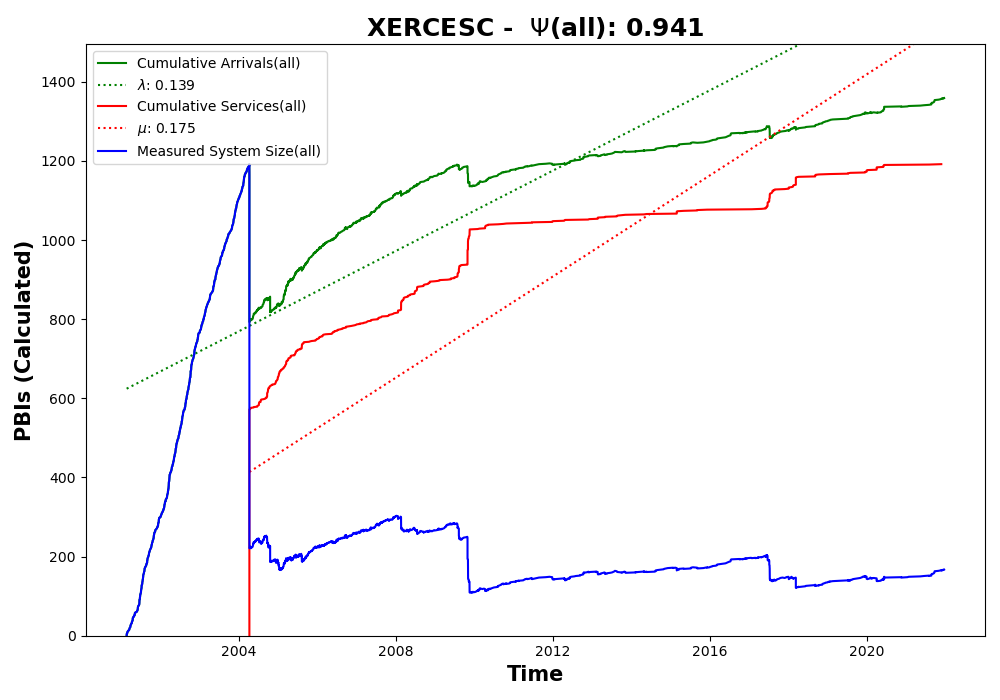 XERCESC - Ψ(all): 0.941
Cumulative Arrivals(all)
λ: 0.139
Cumulative Services(all)
μ: 0.175
Measured System Size(all)
PBIs (Calculated)
1400
1200
1000
800
600
400
200
0
2004
2008
2012
2016
2020
Time